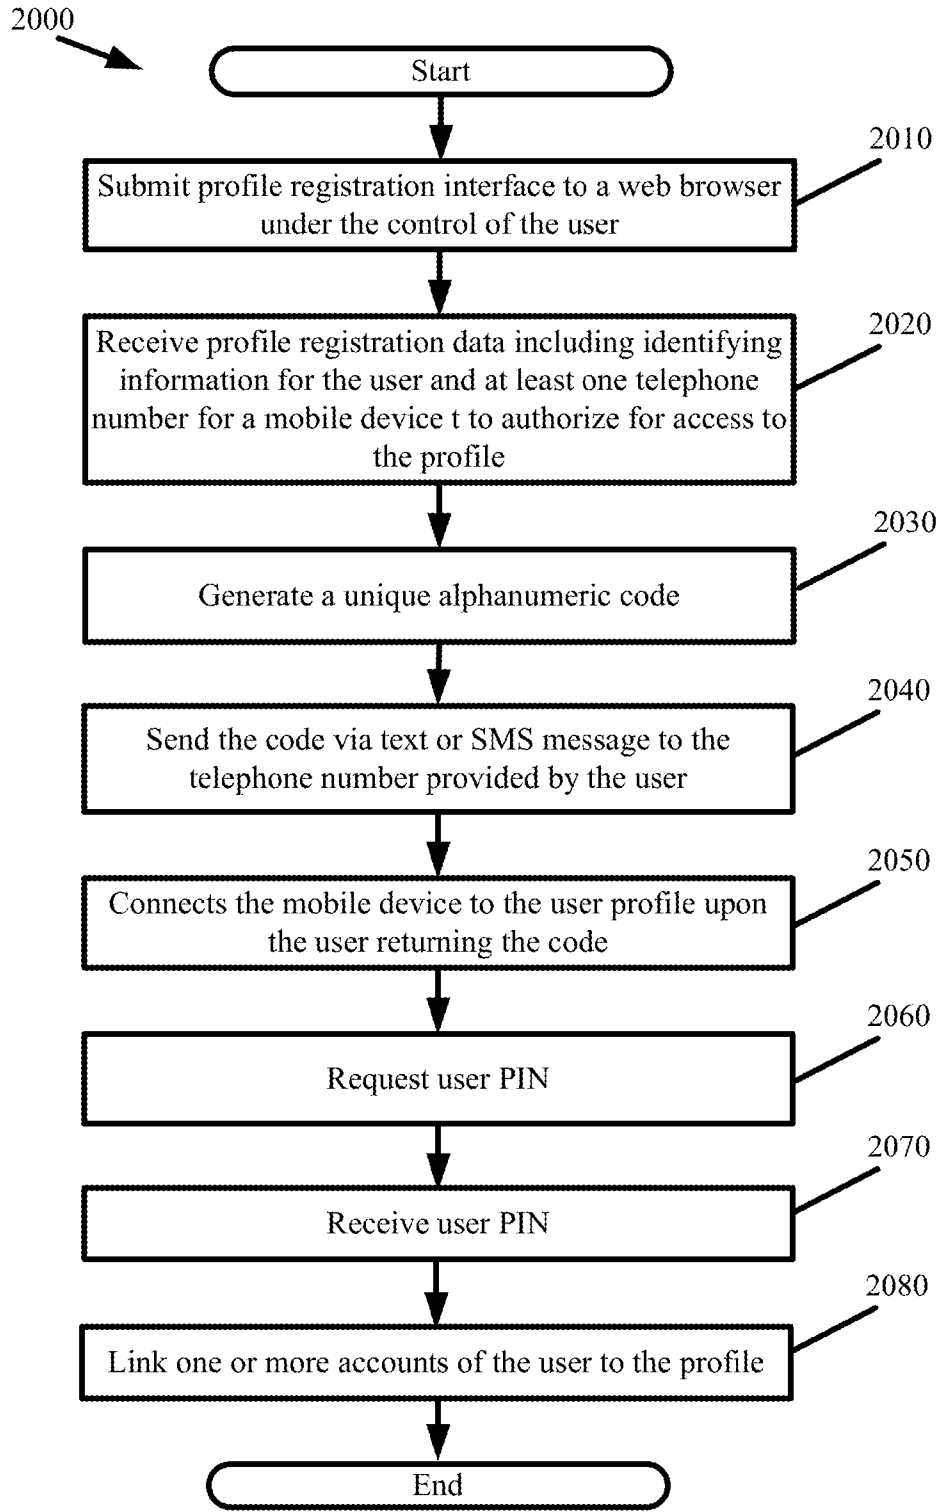 2000
Start
2010
Submit profile registration interface to a web browser
under the control of the user
2020
Receive profile registration data including identifying
information for the user and at least one telephone
number for a mobile device t to authorize for access to
the profile
2030
Generate a unique alphanumeric code
2040
Send the code via text or SMS message to the
telephone number provided by the user
2050
Connects the mobile device to the user profile upon
the user returning the code
2060
Request user PIN
2070
Receive user PIN
2080
Link one or more accounts of the user to the profile
End